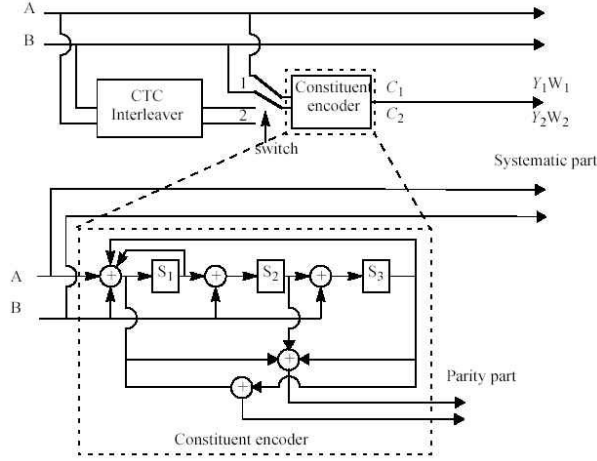 A
B
CTC
Interleaver
1
2
switch
Constituent
encoder
C1
C2
Y1W1
Y2W2
Systematic part
A
B
+
S1
+
S2
+
S3
+
+
Parity part
Constituent encoder